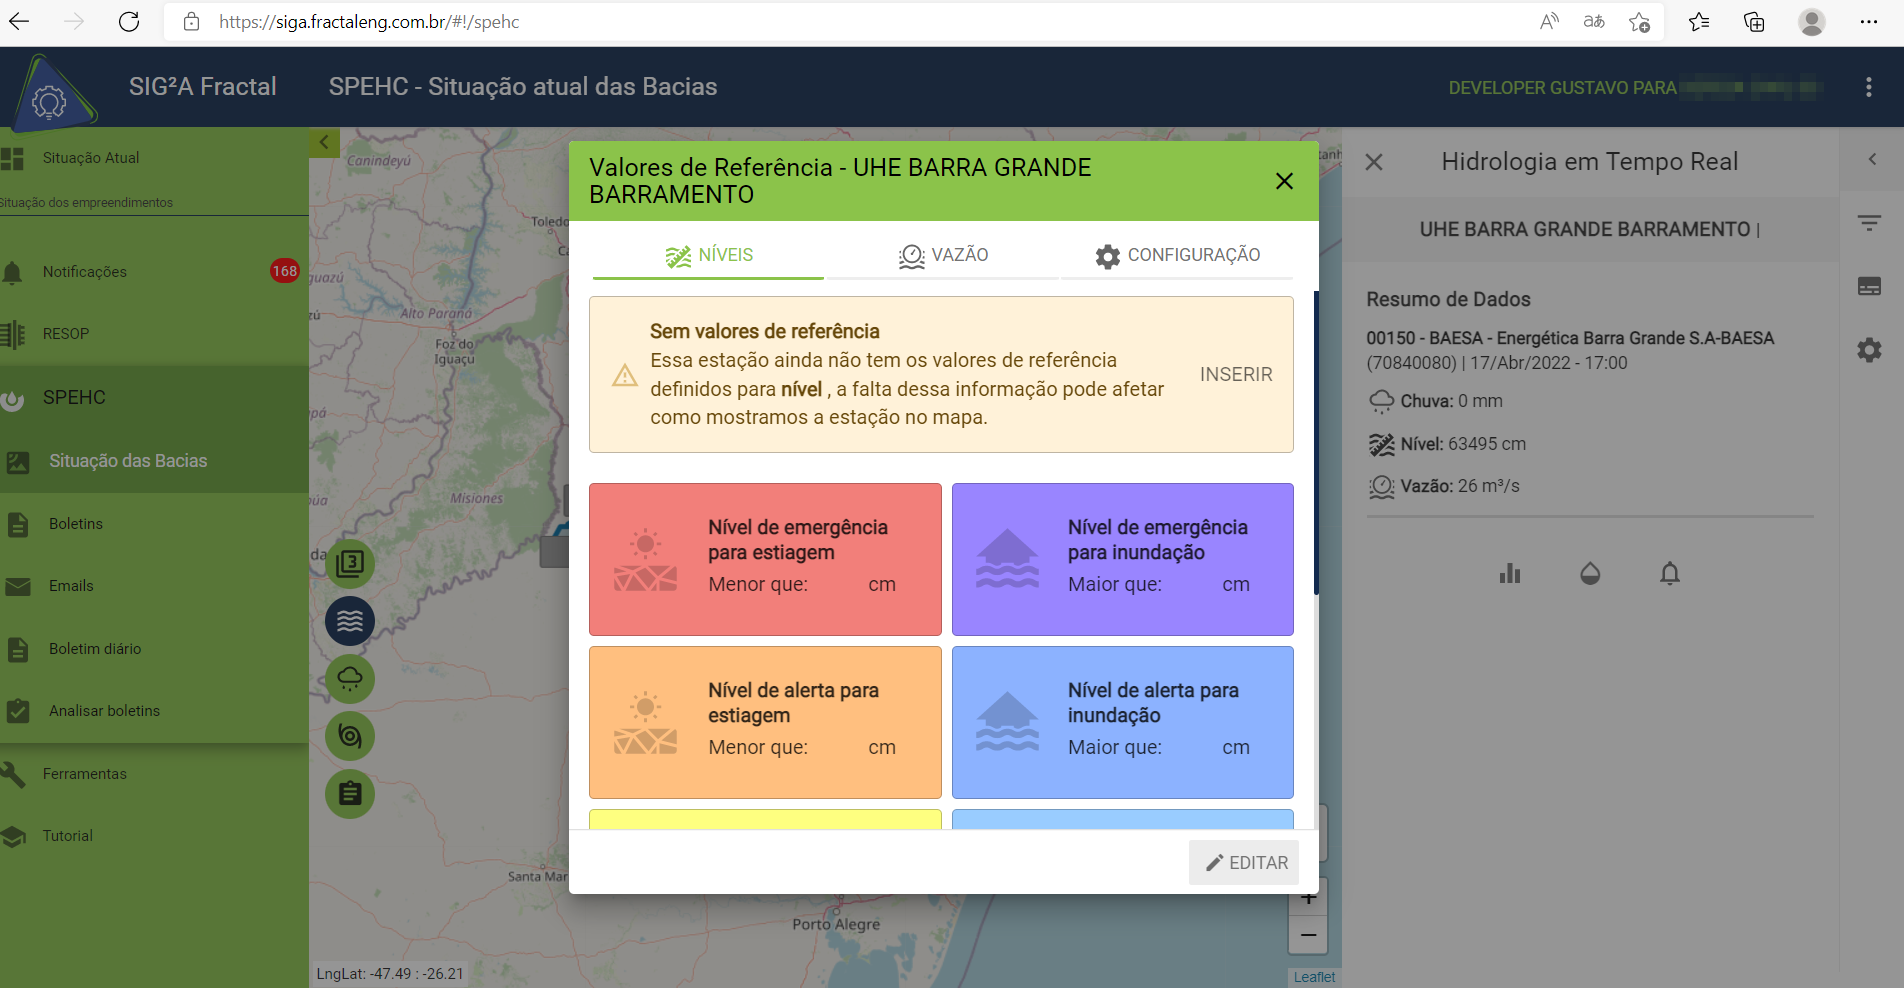 https://siga.fractaleng.com.br/#!/spehc
SIG²A Fractal
SPEHC - Situação atual das Bacias
DEVELOPER GUSTAVO PARA
Situação Atual
Situação dos empreendimentos
Notificações
168
RESOP
SPEHC
Situação das Bacias
Boletins
Emails
Boletim diário
Analisar boletins
Ferramentas
Tutorial
Canindeyú
Toledo
Alto Paraná
Foz do
Iguaçu
Misiones
3
Santa Mar
Porto Alegre
LngLat: -47.49 : -26.21
+
−
Leaflet
Valores de Referência - UHE BARRA GRANDE
BARRAMENTO
NÍVEIS
VAZÃO
CONFIGURAÇÃO
Sem valores de referência
Essa estação ainda não tem os valores de referência
definidos para nível , a falta dessa informação pode afetar
como mostramos a estação no mapa.
INSERIR
Nível de emergência
para estiagem
Menor que: cm
Nível de emergência
para inundação
Maior que: cm
Nível de alerta para
estiagem
Menor que: cm
Nível de alerta para
inundação
Maior que: cm
EDITAR
Hidrologia em Tempo Real
UHE BARRA GRANDE BARRAMENTO |
Resumo de Dados
00150 - BAESA - Energética Barra Grande S.A-BAESA
(70840080) | 17/Abr/2022 - 17:00
Chuva: 0 mm
Nível: 63495 cm
Vazão: 26 m³/s